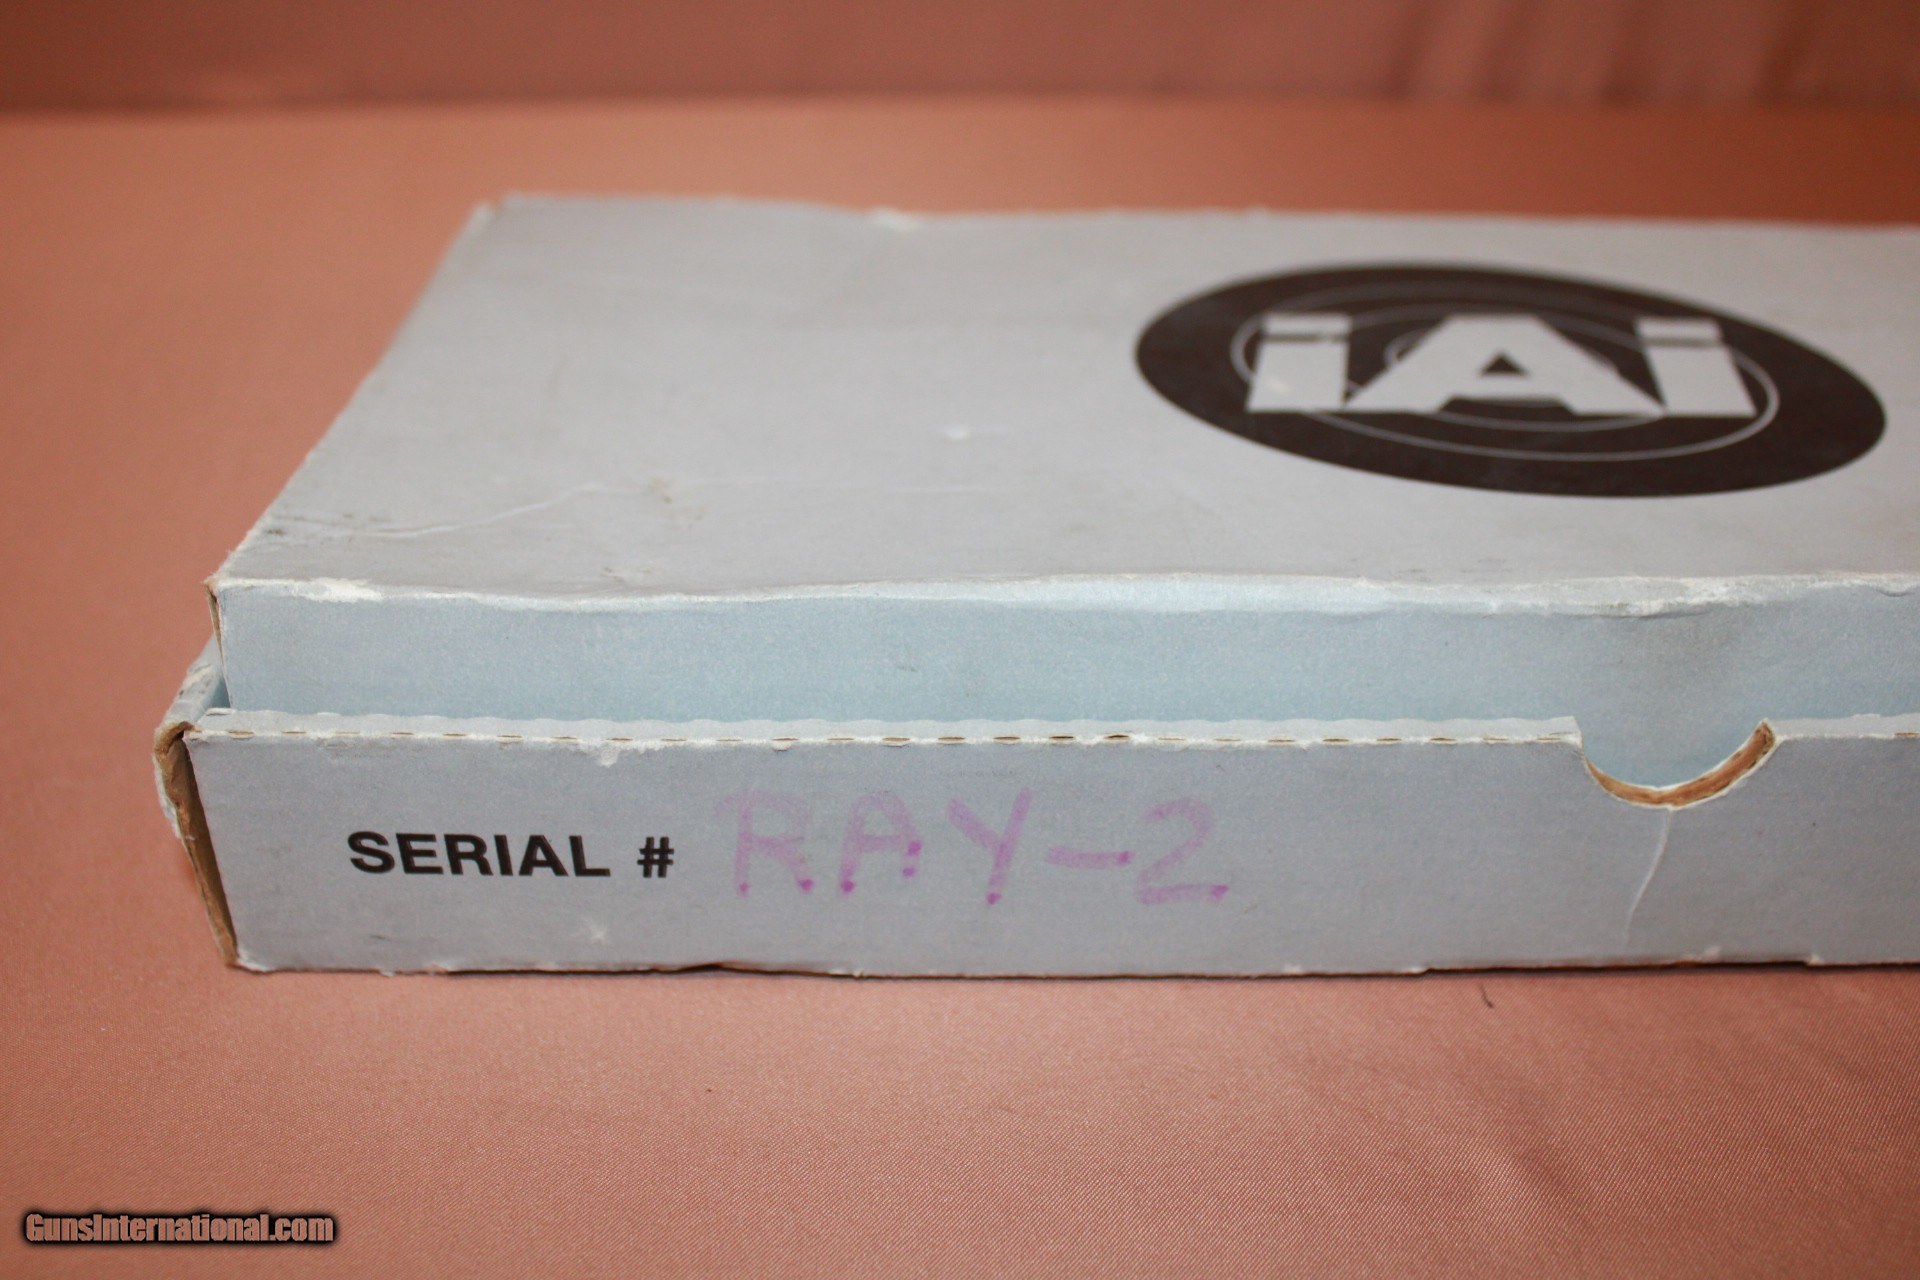 iAi
SERIAL # RAY-2
GunsInternational.com